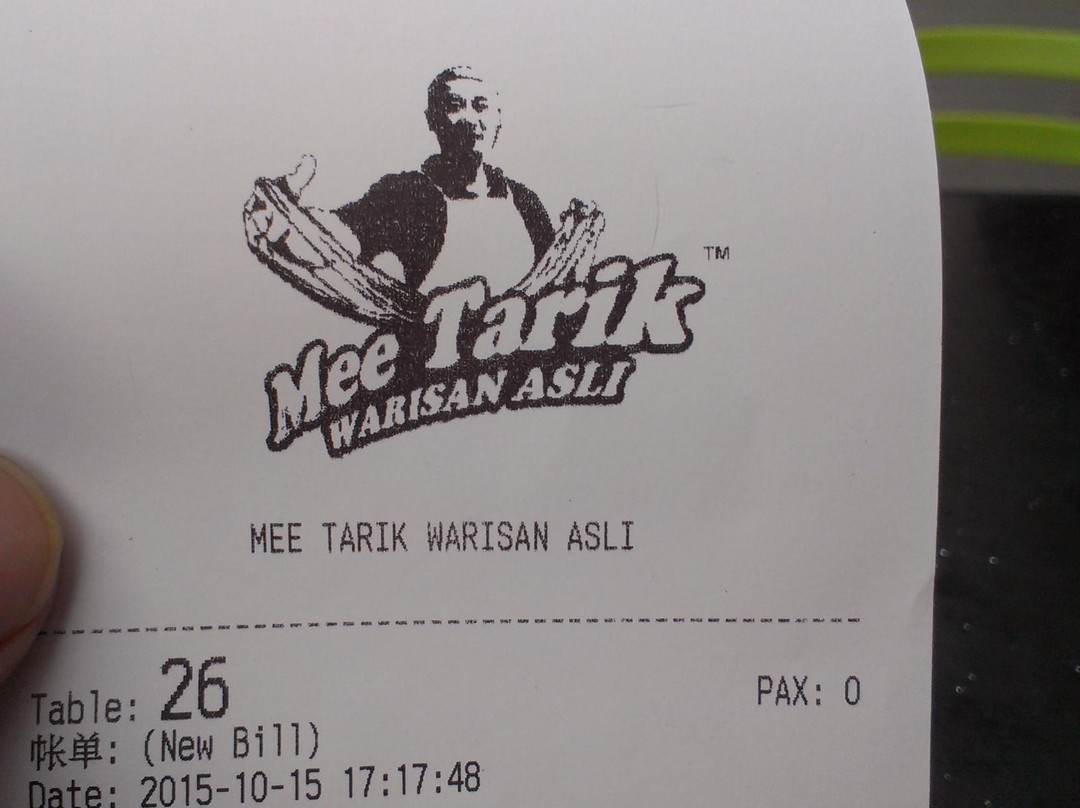 Mee Tarik ™
WARISAN ASLI
MEE TARIK WARISAN ASLI
Table: 26 PAX: 0
帐单: (New Bill)
Date: 2015-10-15 17:17:48